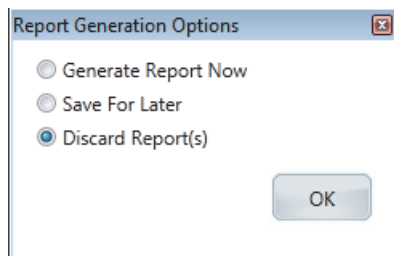 Report Generation Options
Generate Report Now
Save For Later
Discard Report(s)
OK